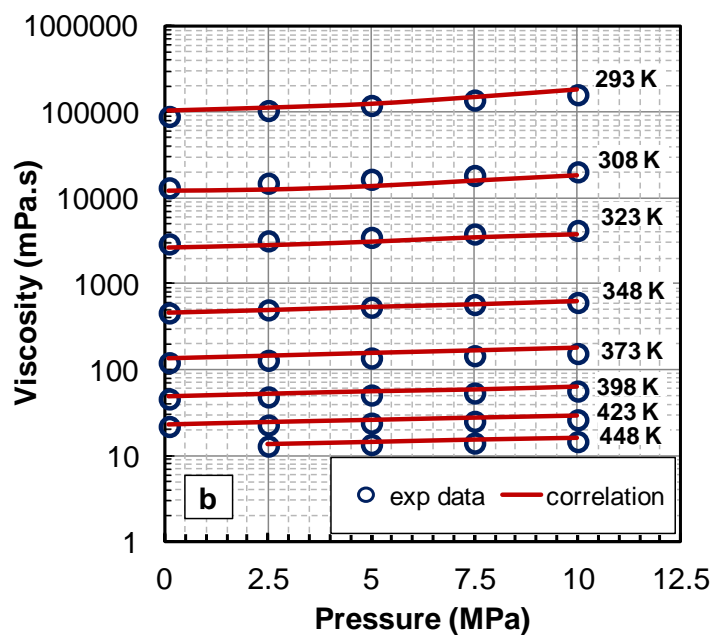 1000000
100000
10000
1000
100
10
1
Viscosity (mPa.s)
293 K
308 K
323 K
348 K
373 K
398 K
423 K
448 K
b
exp data
correlation
0
2.5
5
7.5
10
12.5
Pressure (MPa)